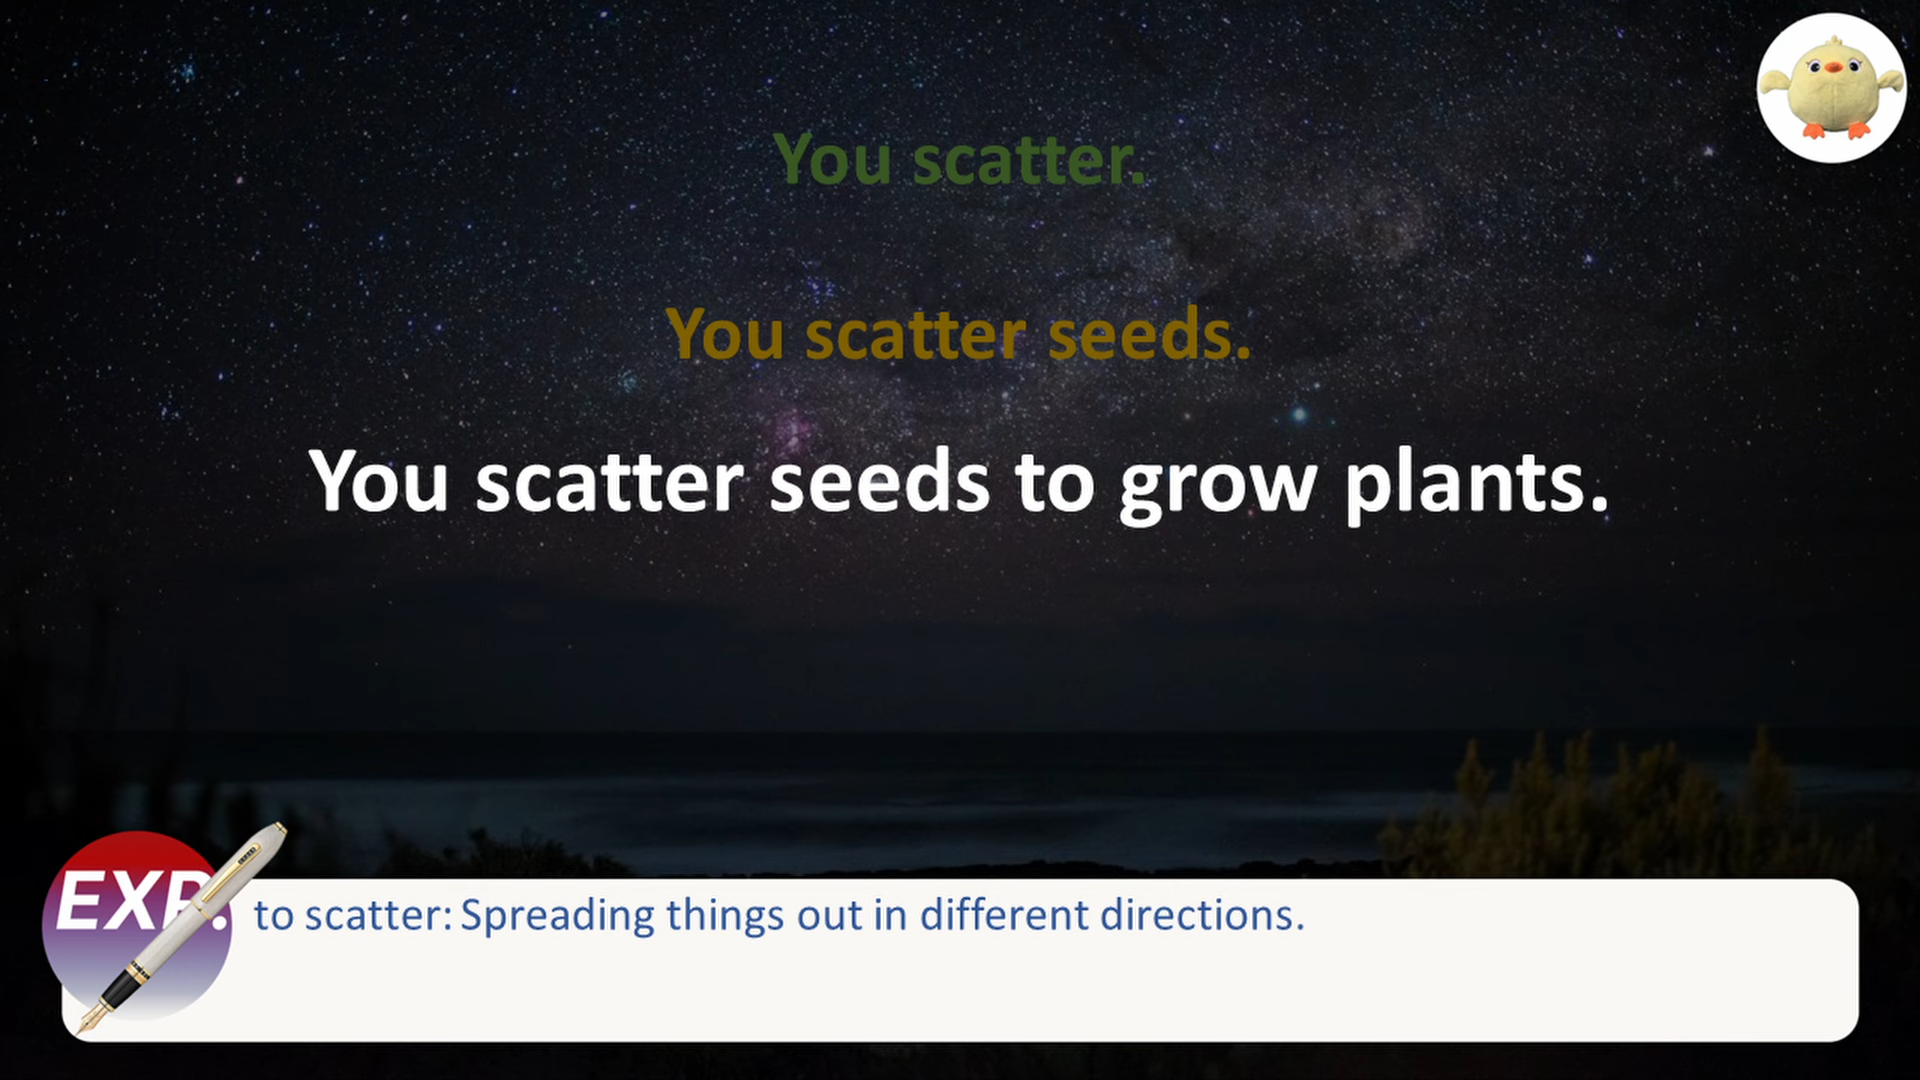 You scatter.
You scatter seeds.
You scatter seeds to grow plants.
EXP.
to scatter: Spreading things out in different directions.